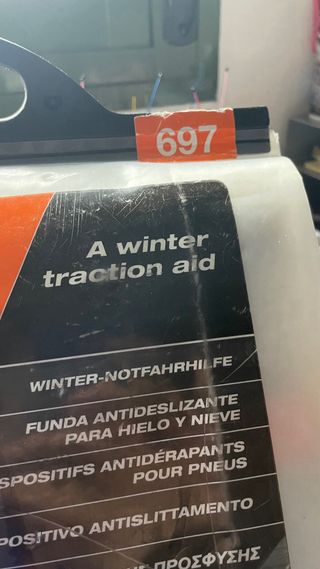 697
A winter
traction aid
WINTER-NOTFAHRHILFE
FUNDA ANTIDESLIZANTE
PARA HIELO Y NIEVE
SPOSITIFS ANTIDÉRAPANTS
POUR PNEUS
POSITIVO ANTISLITTAMENTO
ΠΡΟΣΦΥΣΗΣ